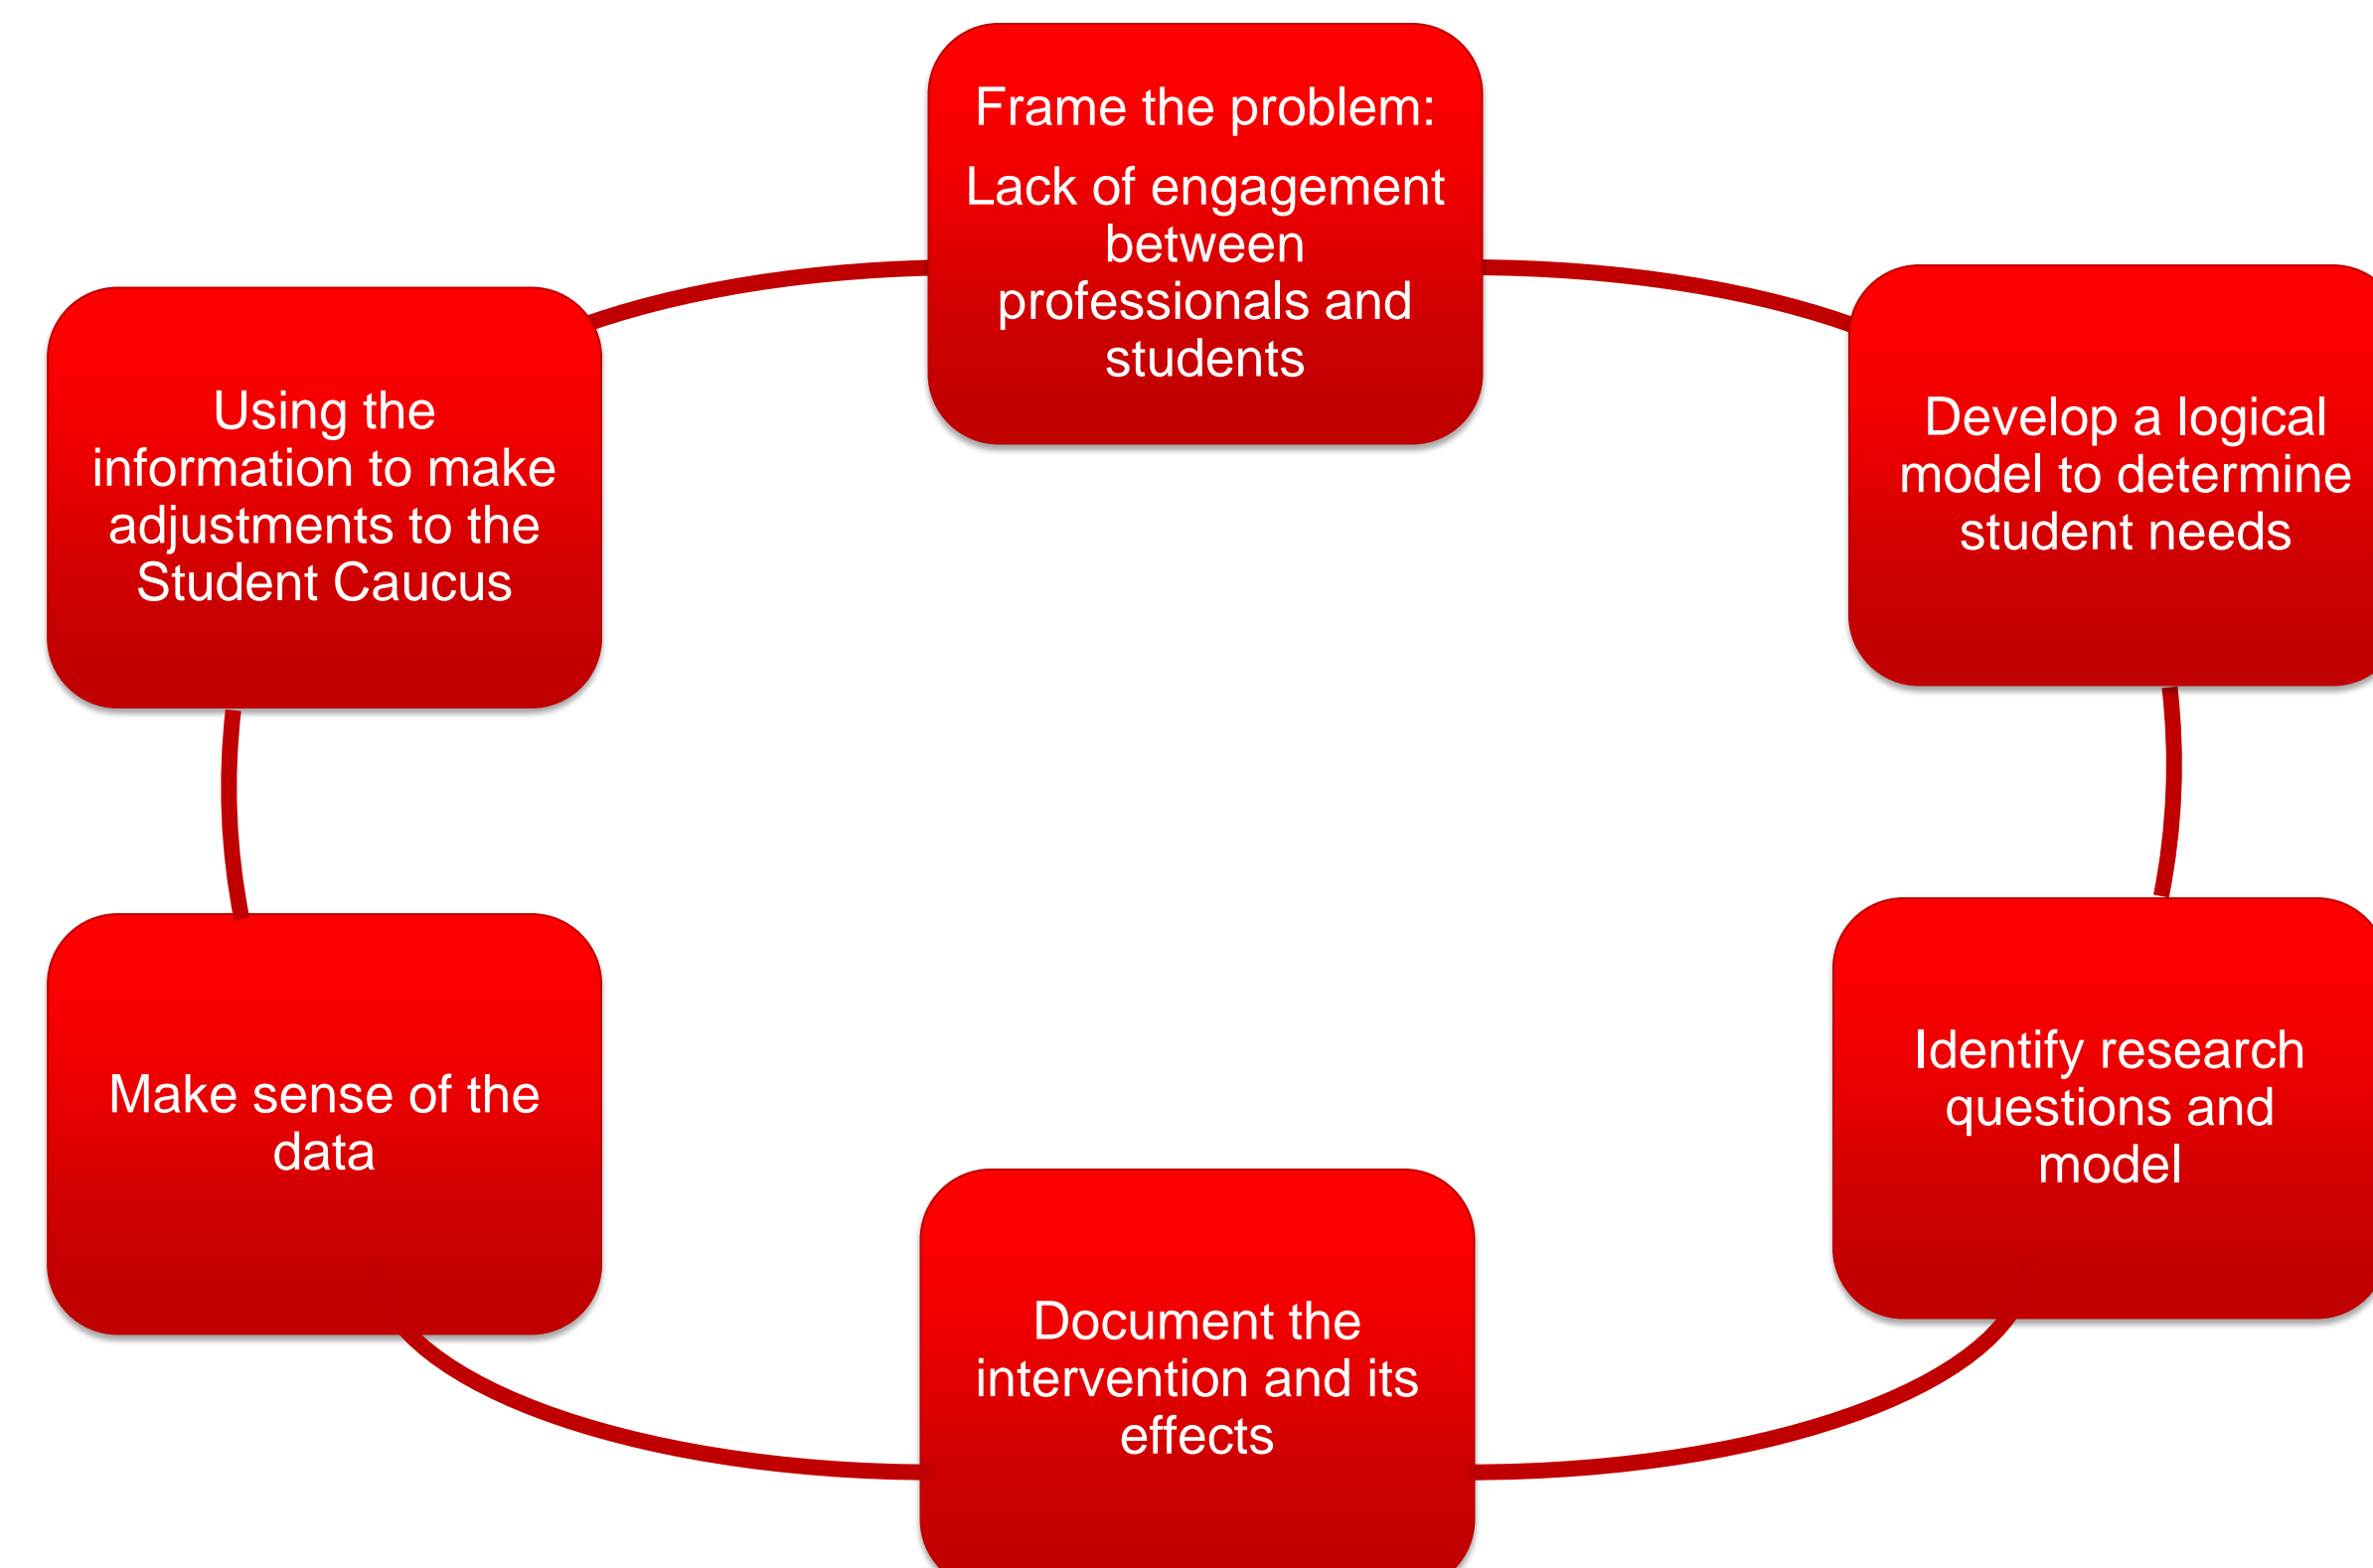 Frame the problem:
Lack of engagement
between
professionals and
students
Develop a logical
model to determine
student needs
Identify research
questions and
model
Document the
intervention and its
effects
Make sense of the
data
Using the
information to make
adjustments to the
Student Caucus